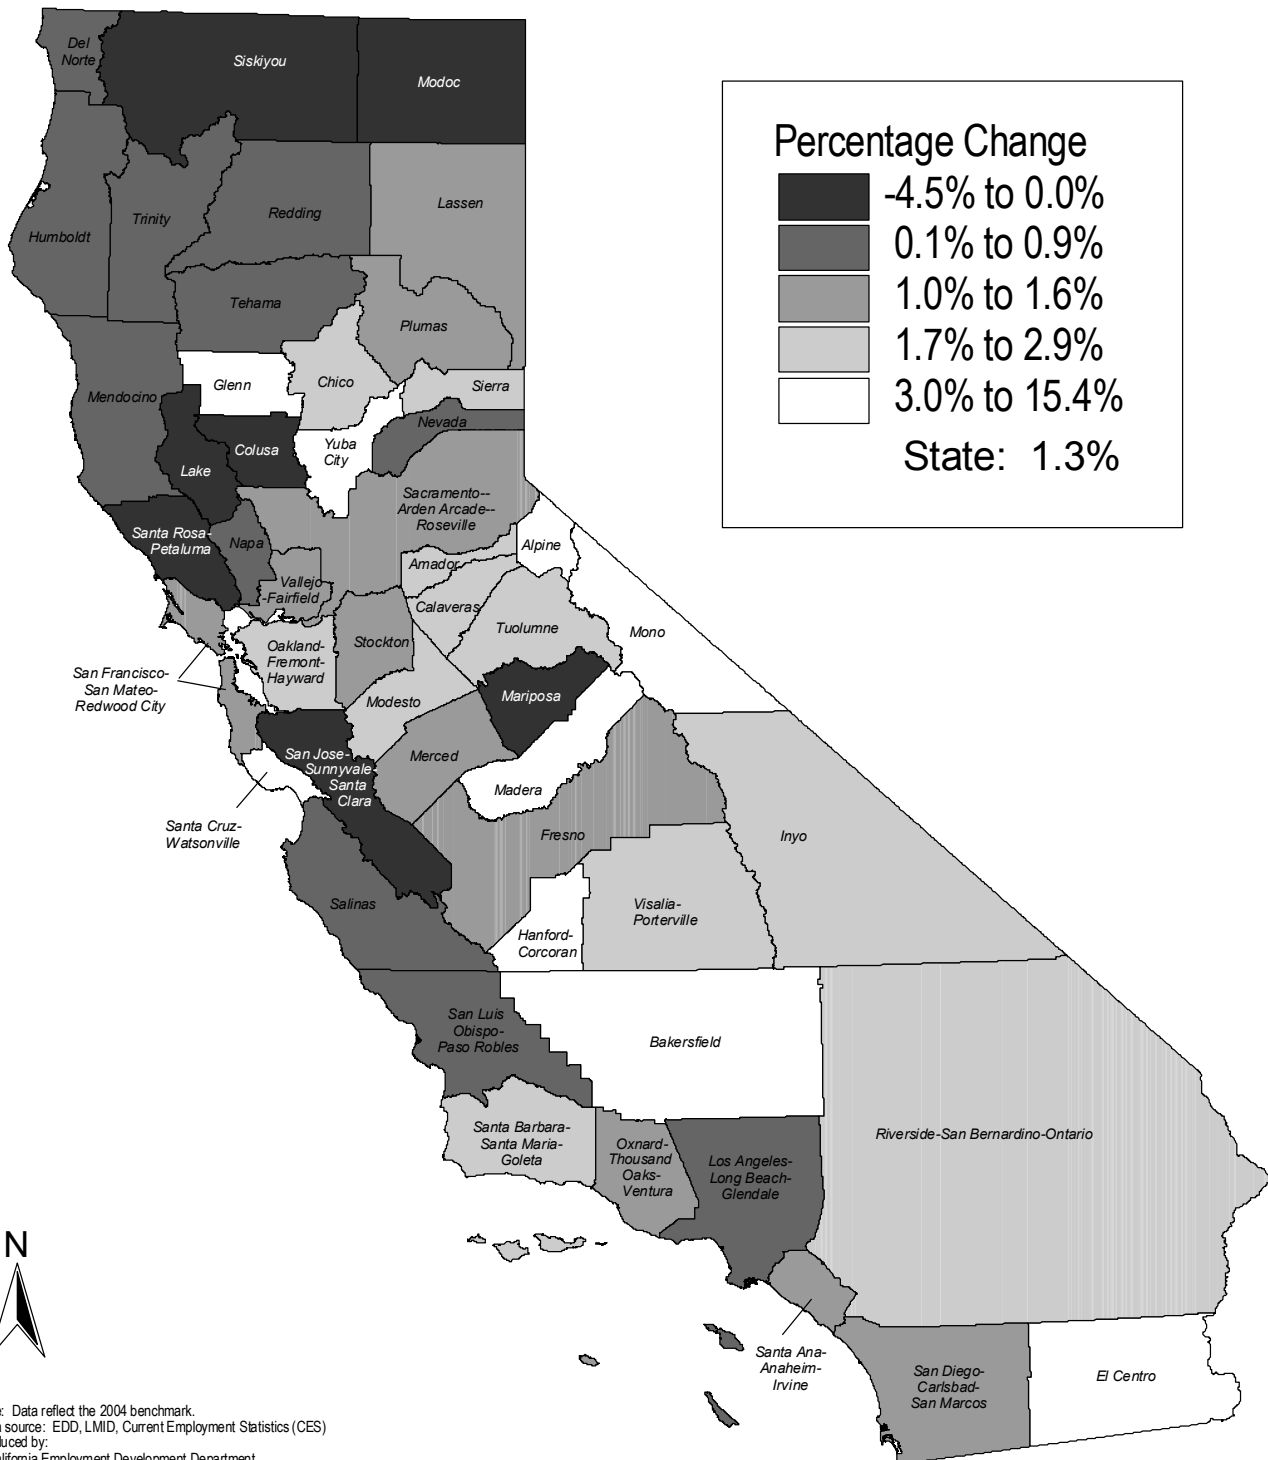 Del
Norte
Siskiyou
Modoc
Percentage Change
-4.5% to 0.0%
0.1% to 0.9%
1.0% to 1.6%
1.7% to 2.9%
3.0% to 15.4%
State: 1.3%
Humboldt
Trinity
Redding
Lassen
Tehama
Plumas
Mendocino
Glenn
Chico
Sierra
Nevada
Lake
Colusa
Yuba
City
Sacramento--
Arden Arcade--
Roseville
Santa Rosa-
Petaluma
Napa
Vallejo
-Fairfield
Amador
Alpine
Calaveras
Tuolumne
Mono
Oakland-
Fremont-
Hayward
Stockton
San Francisco-
San Mateo-
Redwood City
Modesto
Mariposa
San Jose-
Sunnyvale-
Santa
Clara
Merced
Madera
Santa Cruz-
Watsonville
Fresno
Inyo
Salinas
Hanford-
Corcoran
Visalia-
Porterville
San Luis
Obispo-
Paso Robles
Bakersfield
Santa Barbara-
Santa Maria-
Goleta
Oxnard-
Thousand
Oaks-
Ventura
Los Angeles-
Long Beach-
Glendale
Riverside-San Bernardino-Ontario
Santa Ana-
Anaheim-
Irvine
San Diego-
Carlsbad-
San Marcos
El Centro
N
e: Data reflect the 2004 benchmark.
source: EDD, LMID, Current Employment Statistics (CES)
duced by:
lifornia Employment Development Department